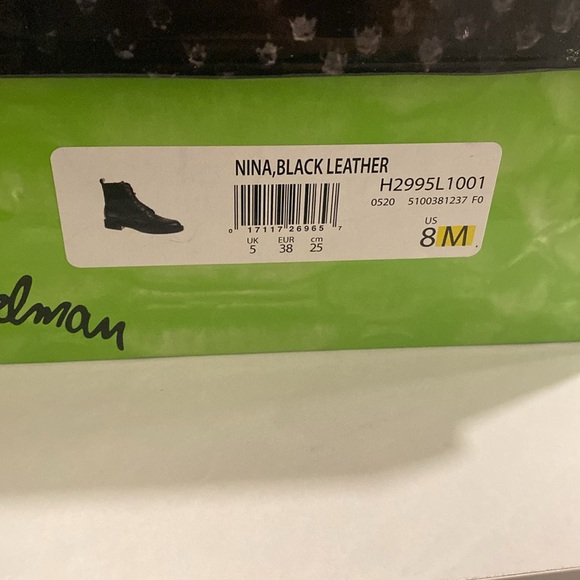 NINA,BLACK LEATHER
H2995L1001
0520 5100381237 F0
0 17117 26965 7
UK EUR cm
5 38 25
US
8 M
elman